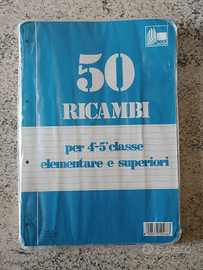 50
RICAMBI
per 4ª-5ª classe
elementare e superiori